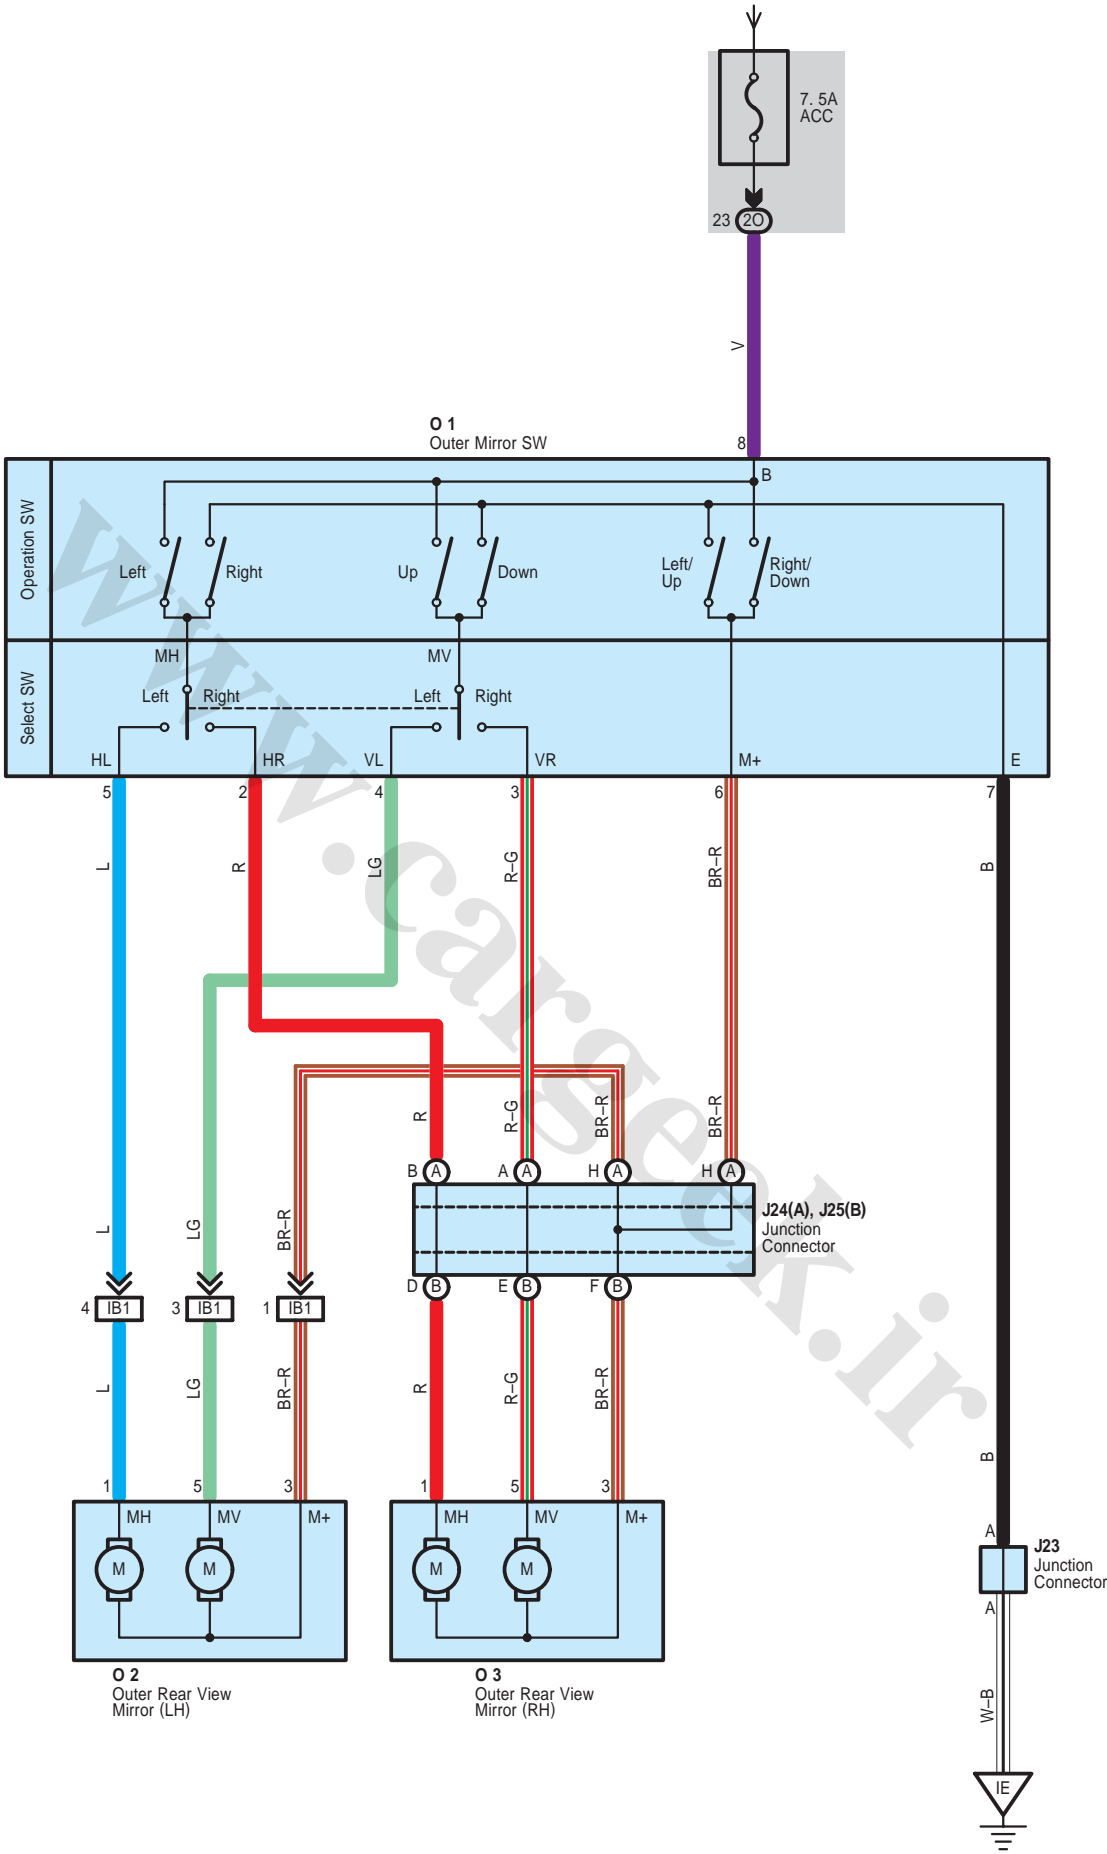 7. 5A
ACC
23 2O
V
O 1
Outer Mirror SW
8
B
Operation SW
Left Right Up Down Left/
Up Right/
Down
MH MV
Select SW
Left Right Left Right
HL HR VL VR M+ E
5 2 4 3 6 7
L R LG R–G BR–R B
R R–G BR–R BR–R
B A A A H A H A
J24(A), J25(B)
Junction
Connector
L LG BR–R
D B E B F B
4 IB1 3 IB1 1 IB1
L LG BR–R R R–G BR–R
B
1 5 3 1 5 3
MH MV M+ MH MV M+
M M M M
A
J23
Junction
Connector
A
O 2
Outer Rear View
Mirror (LH)
O 3
Outer Rear View
Mirror (RH)
W–B
IE
www.cargeek.ir